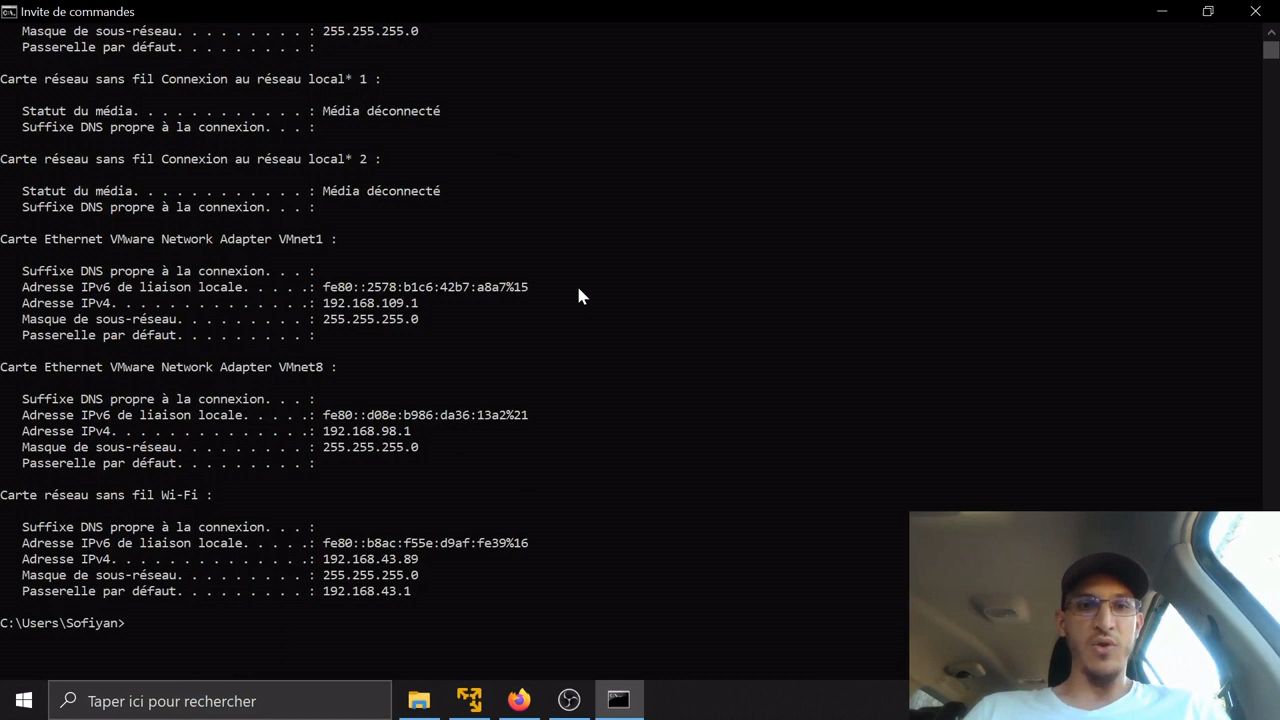 Invite de commandes
Masque de sous-réseau. . . . . . . . . : 255.255.255.0
Passerelle par défaut. . . . . . . . . :
Carte réseau sans fil Connexion au réseau local* 1 :
Statut du média. . . . . . . . . . . . : Média déconnecté
Suffixe DNS propre à la connexion. . . :
Carte réseau sans fil Connexion au réseau local* 2 :
Statut du média. . . . . . . . . . . . : Média déconnecté
Suffixe DNS propre à la connexion. . . :
Carte Ethernet VMware Network Adapter VMnet1 :
Suffixe DNS propre à la connexion. . . :
Adresse IPv6 de liaison locale. . . . .: fe80::2578:b1c6:42b7:a8a7%15
Adresse IPv4. . . . . . . . . . . . . .: 192.168.109.1
Masque de sous-réseau. . . . . . . . . : 255.255.255.0
Passerelle par défaut. . . . . . . . . :
Carte Ethernet VMware Network Adapter VMnet8 :
Suffixe DNS propre à la connexion. . . :
Adresse IPv6 de liaison locale. . . . .: fe80::d08e:b986:da36:13a2%21
Adresse IPv4. . . . . . . . . . . . . .: 192.168.98.1
Masque de sous-réseau. . . . . . . . . : 255.255.255.0
Passerelle par défaut. . . . . . . . . :
Carte réseau sans fil Wi-Fi :
Suffixe DNS propre à la connexion. . . :
Adresse IPv6 de liaison locale. . . . .: fe80::b8ac:f55e:d9af:fe39%16
Adresse IPv4. . . . . . . . . . . . . .: 192.168.43.89
Masque de sous-réseau. . . . . . . . . : 255.255.255.0
Passerelle par défaut. . . . . . . . . : 192.168.43.1
C:\Users\Sofiyan>
Taper ici pour rechercher